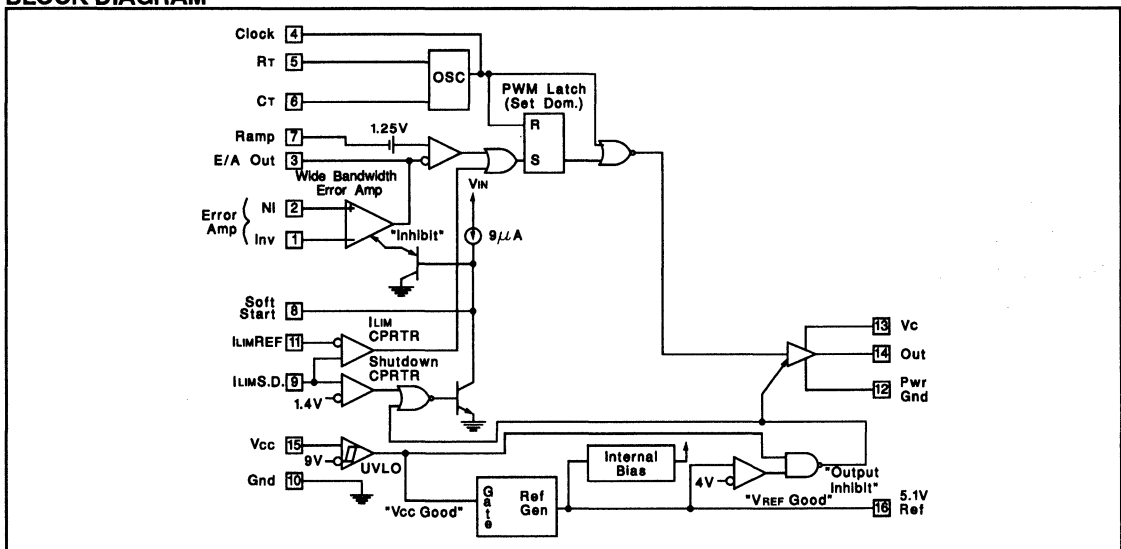 BLOCK DIAGRAM
Clock 4
RT 5
OSC
CT 6
PWM Latch
(Set Dom.)
R
S
Ramp 7
1.25V
E/A Out 3
Wide Bandwidth
Error Amp
VIN
Error
Amp
NI 2
Inv 1
"Inhibit"
9μA
Soft
Start 8
ILIMREF 11
ILIM
CPRTR
ILIMS.D. 9
Shutdown
CPRTR
1.4V
13 Vc
14 Out
12 Pwr
Gnd
Vcc 15
9V
UVLO
Gnd 10
"Vcc Good"
Gate
Ref
Gen
Internal
Bias
4V
"VREF Good"
"Output
Inhibit"
16 5.1V
Ref